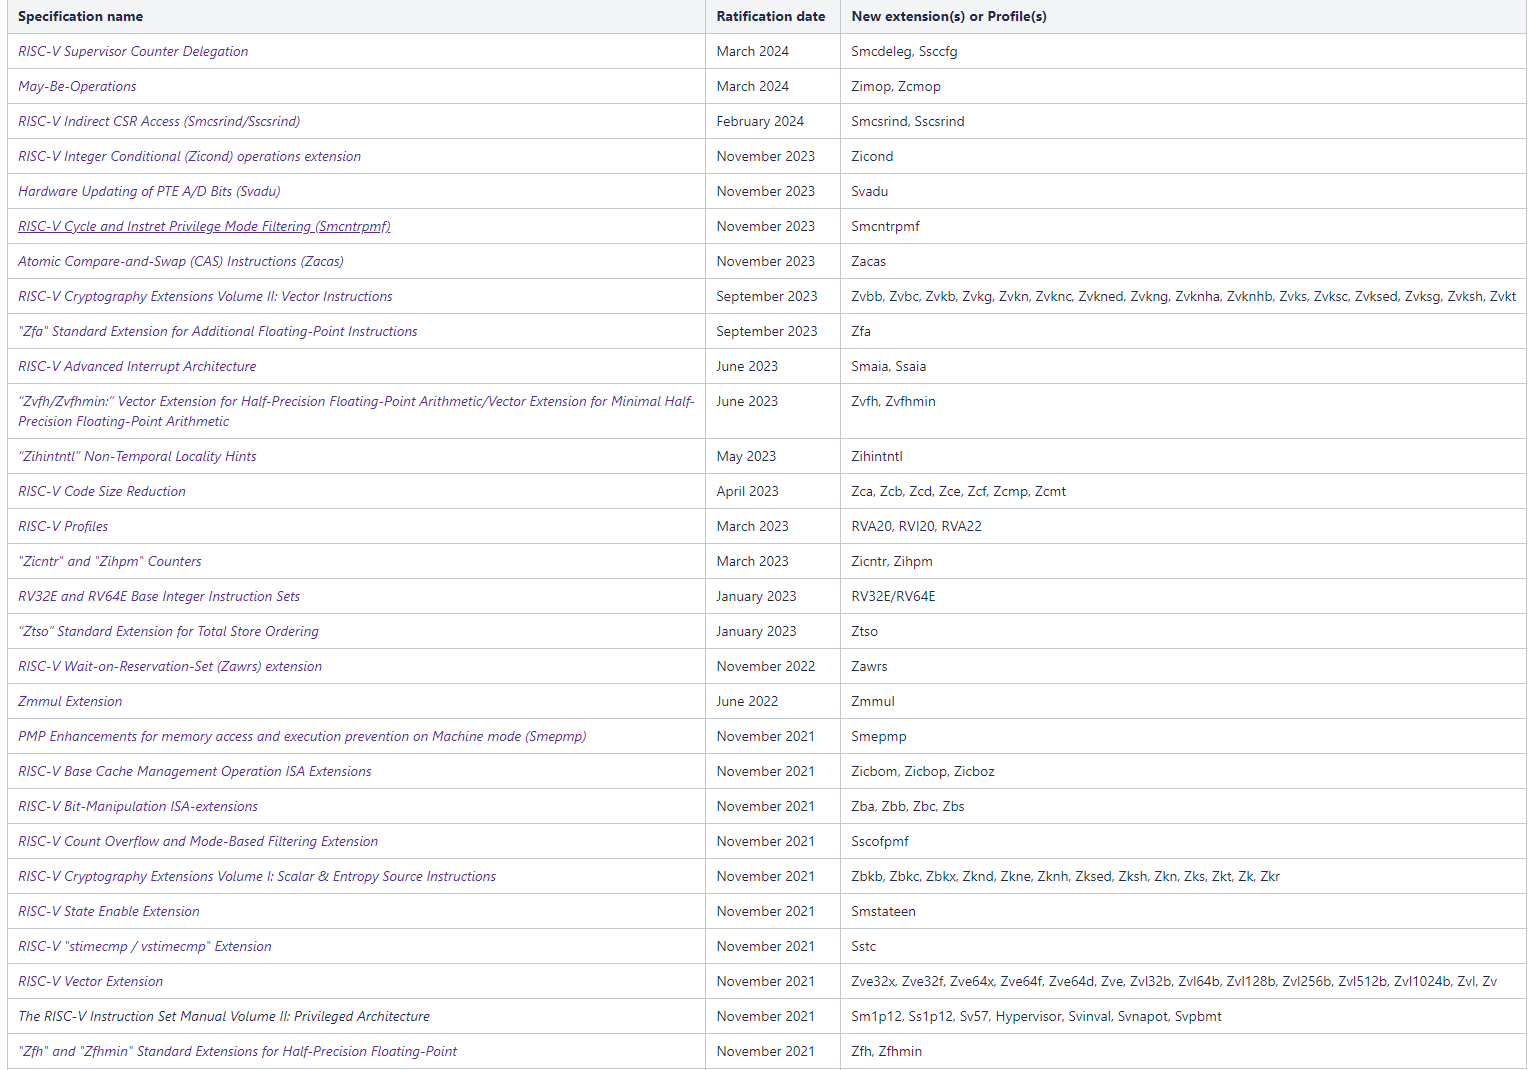 Specification name Ratification date New extension(s) or Profile(s)
RISC-V Supervisor Counter Delegation March 2024 Smcdeleg, Ssccfg
May-Be-Operations March 2024 Zimop, Zcmop
RISC-V Indirect CSR Access (Smcsrind/Sscsrind) February 2024 Smcsrind, Sscsrind
RISC-V Integer Conditional (Zicond) operations extension November 2023 Zicond
Hardware Updating of PTE A/D Bits (Svadu) November 2023 Svadu
RISC-V Cycle and Instret Privilege Mode Filtering (Smcntrpmf) November 2023 Smcntrpmf
Atomic Compare-and-Swap (CAS) Instructions (Zacas) November 2023 Zacas
RISC-V Cryptography Extensions Volume II: Vector Instructions September 2023 Zvbb, Zvbc, Zvkb, Zvkg, Zvkn, Zvknc, Zvkned, Zvkng, Zvknha, Zvknhb, Zvks, Zvksc, Zvksed, Zvksg, Zvksh, Zvkt
"Zfa" Standard Extension for Additional Floating-Point Instructions September 2023 Zfa
RISC-V Advanced Interrupt Architecture June 2023 Smaia, Ssaia
“Zvfh/Zvfhmin:” Vector Extension for Half-Precision Floating-Point Arithmetic/Vector Extension for Minimal Half- June 2023 Zvfh, Zvfhmin
Precision Floating-Point Arithmetic
“Zihintntl” Non-Temporal Locality Hints May 2023 Zihintntl
RISC-V Code Size Reduction April 2023 Zca, Zcb, Zcd, Zce, Zcf, Zcmp, Zcmt
RISC-V Profiles March 2023 RVA20, RVI20, RVA22
"Zicntr" and "Zihpm" Counters March 2023 Zicntr, Zihpm
RV32E and RV64E Base Integer Instruction Sets January 2023 RV32E/RV64E
“Ztso” Standard Extension for Total Store Ordering January 2023 Ztso
RISC-V Wait-on-Reservation-Set (Zawrs) extension November 2022 Zawrs
Zmmul Extension June 2022 Zmmul
PMP Enhancements for memory access and execution prevention on Machine mode (Smepmp) November 2021 Smepmp
RISC-V Base Cache Management Operation ISA Extensions November 2021 Zicbom, Zicbop, Zicboz
RISC-V Bit-Manipulation ISA-extensions November 2021 Zba, Zbb, Zbc, Zbs
RISC-V Count Overflow and Mode-Based Filtering Extension November 2021 Sscofpmf
RISC-V Cryptography Extensions Volume I: Scalar & Entropy Source Instructions November 2021 Zbkb, Zbkc, Zbkx, Zknd, Zkne, Zknh, Zksed, Zksh, Zkn, Zks, Zkt, Zk, Zkr
RISC-V State Enable Extension November 2021 Smstateen
RISC-V "stimecmp / vstimecmp" Extension November 2021 Sstc
RISC-V Vector Extension November 2021 Zve32x, Zve32f, Zve64x, Zve64f, Zve64d, Zve, Zvl32b, Zvl64b, Zvl128b, Zvl256b, Zvl512b, Zvl1024b, Zvl, Zv
The RISC-V Instruction Set Manual Volume II: Privileged Architecture November 2021 Sm1p12, Ss1p12, Sv57, Hypervisor, Svinval, Svnapot, Svpbmt
"Zfh" and "Zfhmin" Standard Extensions for Half-Precision Floating-Point November 2021 Zfh, Zfhmin